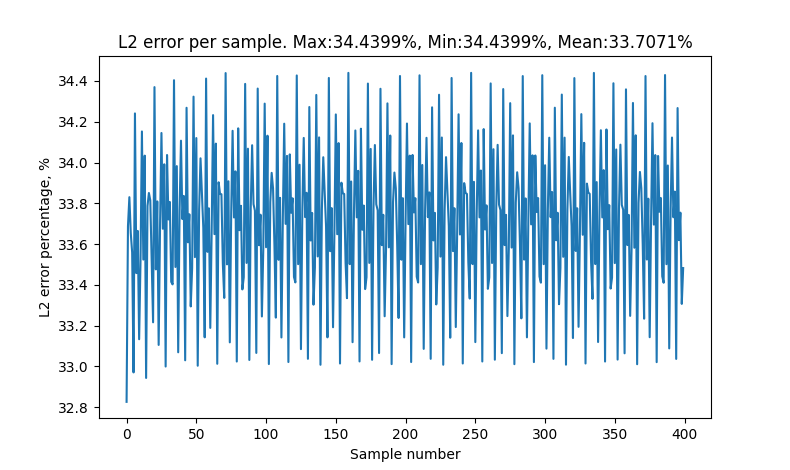 L2 error per sample. Max:34.4399%, Min:34.4399%, Mean:33.7071%
34.4
34.2
34.0
33.8
33.6
33.4
33.2
33.0
32.8
L2 error percentage, %
0 50 100 150 200 250 300 350 400
Sample number